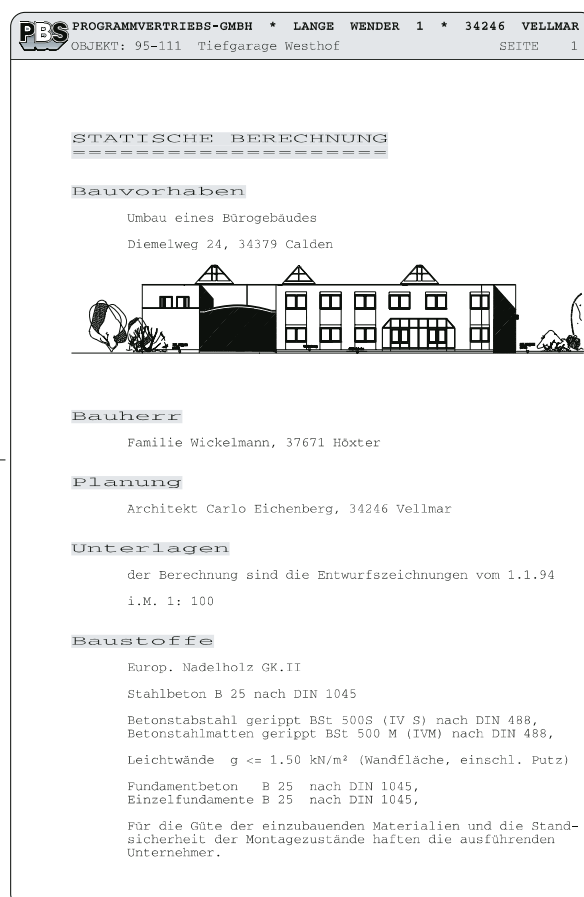 PBS PROGRAMMVERTRIEBS-GMBH * LANGE WENDER 1 * 34246 VELLMAR
OBJEKT: 95-111 Tiefgarage Westhof SEITE 1
STATISCHE BERECHNUNG
====================
Bauvorhaben
Umbau eines Bürogebäudes
Diemelweg 24, 34379 Calden
Bauherr
Familie Wickelmann, 37671 Höxter
Planung
Architekt Carlo Eichenberg, 34246 Vellmar
Unterlagen
der Berechnung sind die Entwurfszeichnungen vom 1.1.94
i.M. 1: 100
Baustoffe
Europ. Nadelholz GK.II
Stahlbeton B 25 nach DIN 1045
Betonstabstahl gerippt BSt 500S (IV S) nach DIN 488,
Betonstahlmatten gerippt BSt 500 M (IVM) nach DIN 488,
Leichtwände g <= 1.50 kN/m² (Wandfläche, einschl. Putz)
Fundamentbeton B 25 nach DIN 1045,
Einzelfundamente B 25 nach DIN 1045,
Für die Güte der einzubauenden Materialien und die Stand-
sicherheit der Montagezustände haften die ausführenden
Unternehmer.